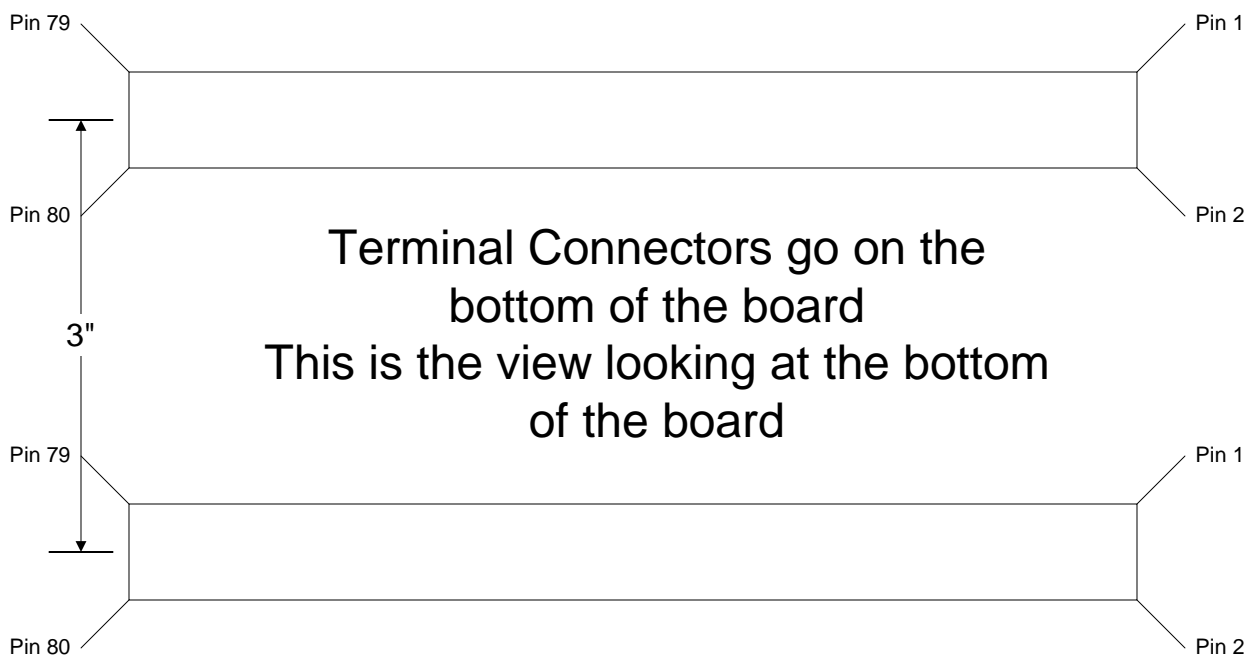 Pin 79
Pin 1
Pin 80
Pin 2
Terminal Connectors go on the
bottom of the board
3"
This is the view looking at the bottom
of the board
Pin 79
Pin 1
Pin 80
Pin 2